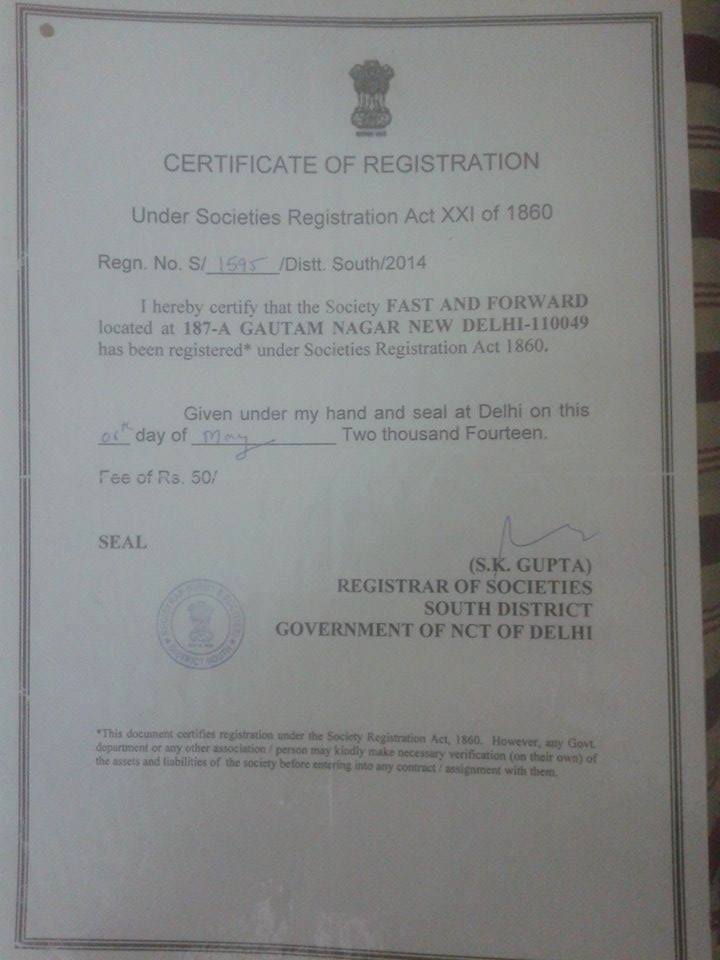 CERTIFICATE OF REGISTRATION
Under Societies Registration Act XXI of 1860
Regn. No. S/ 1595 /Distt. South/2014
I hereby certify that the Society FAST AND FORWARD
located at 187-A GAUTAM NAGAR NEW DELHI-110049
has been registered* under Societies Registration Act 1860.
Given under my hand and seal at Delhi on this
06th day of May Two thousand Fourteen.
Fee of Rs. 50/
SEAL
(S.K. GUPTA)
REGISTRAR OF SOCIETIES
SOUTH DISTRICT
GOVERNMENT OF NCT OF DELHI
DISTRICT SOUTH
*This document certifies registration under the Society Registration Act, 1860. However, any Govt.
department or any other association / person may kindly make necessary verification (on their own) of
the assets and liabilities of the society before entering into any contract / assignment with them.